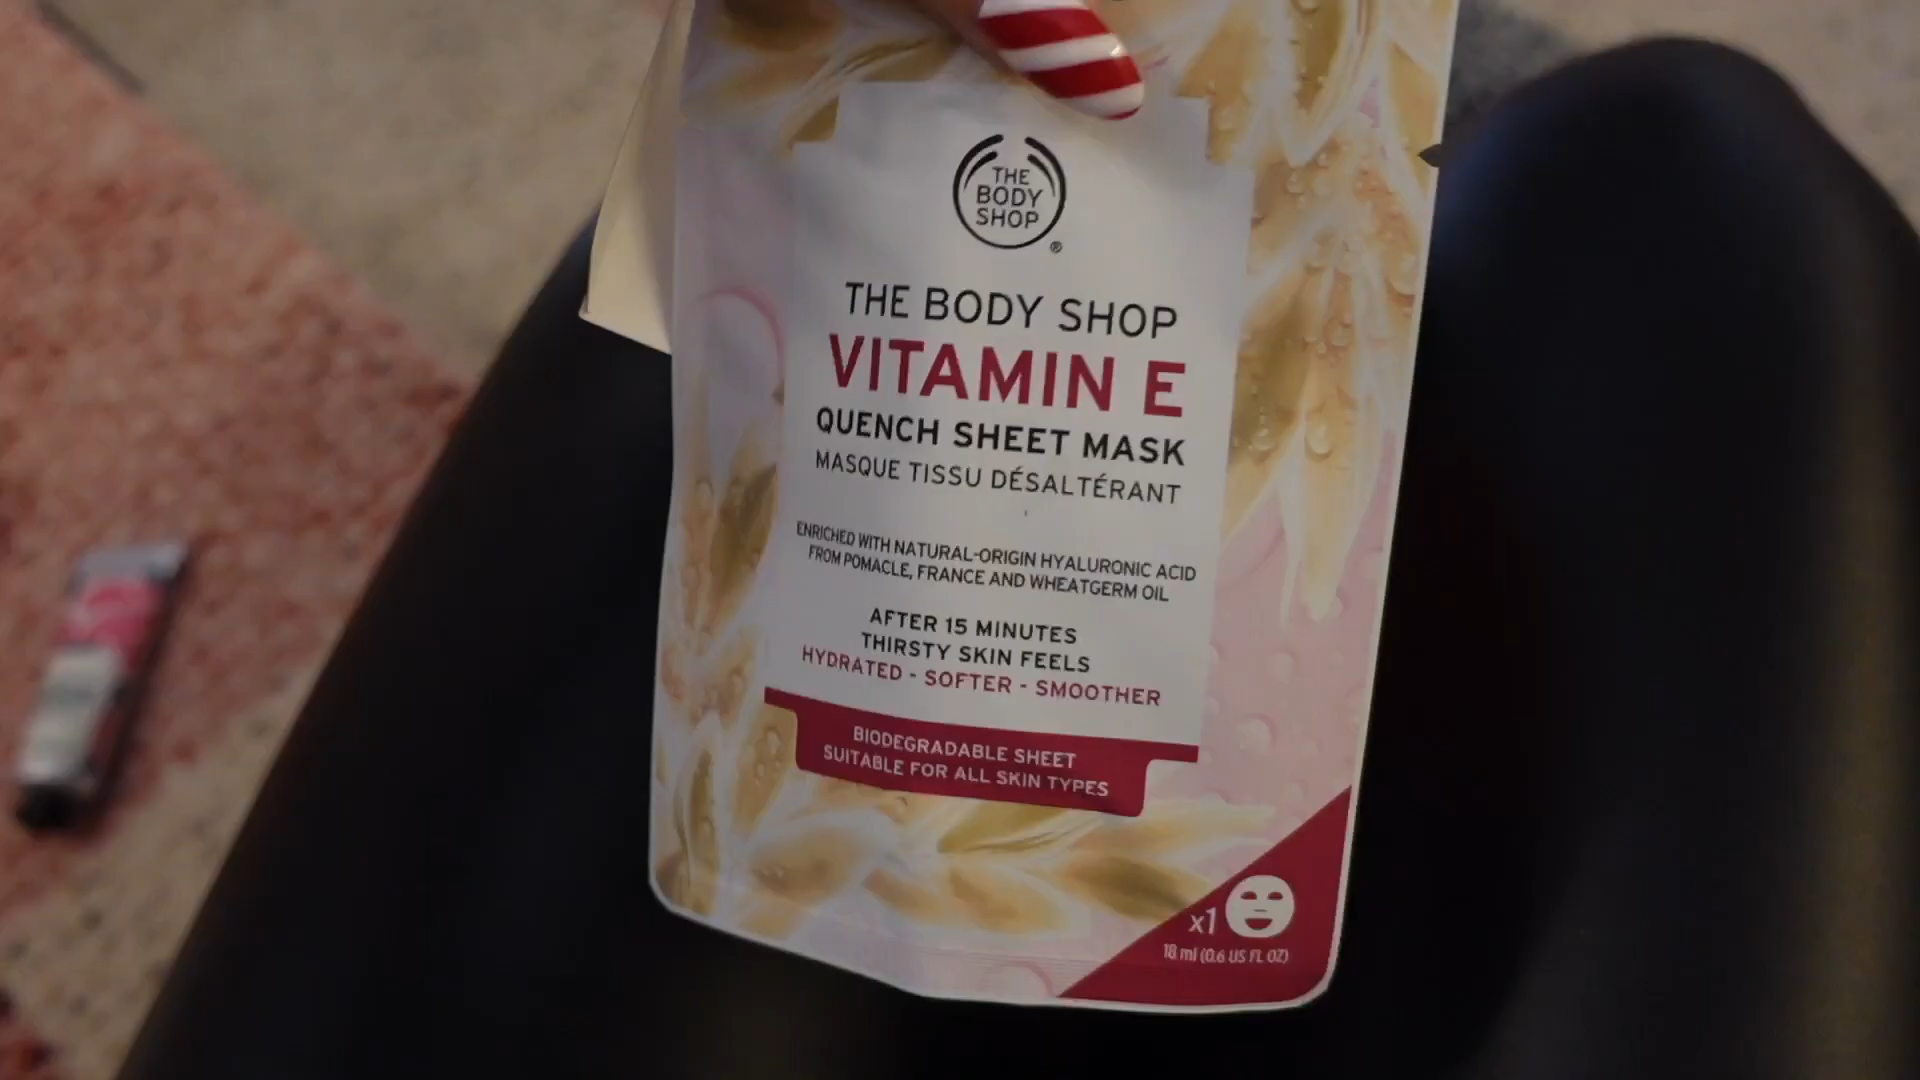 THE
BODY
SHOP
®
THE BODY SHOP
VITAMIN E
QUENCH SHEET MASK
MASQUE TISSU DÉSALTÉRANT
ENRICHED WITH NATURAL-ORIGIN HYALURONIC ACID
FROM POMACLE, FRANCE AND WHEATGERM OIL
AFTER 15 MINUTES
THIRSTY SKIN FEELS
HYDRATED - SOFTER - SMOOTHER
BIODEGRADABLE SHEET
SUITABLE FOR ALL SKIN TYPES
x1
18 ml (0.6 US FL OZ)